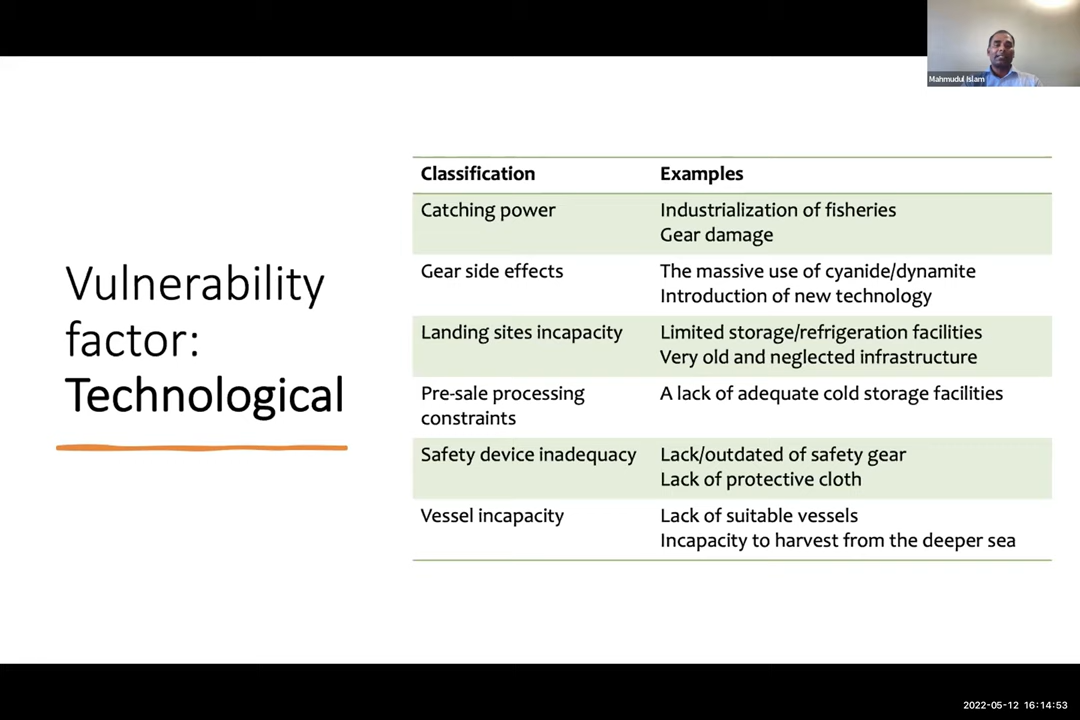 Mahmudul Islam
Vulnerability
factor:
Technological
Classification Examples
Catching power Industrialization of fisheries
Gear damage
Gear side effects The massive use of cyanide/dynamite
Introduction of new technology
Landing sites incapacity Limited storage/refrigeration facilities
Very old and neglected infrastructure
Pre-sale processing A lack of adequate cold storage facilities
constraints
Safety device inadequacy Lack/outdated of safety gear
Lack of protective cloth
Vessel incapacity Lack of suitable vessels
Incapacity to harvest from the deeper sea
2022-05-12 16:14:53